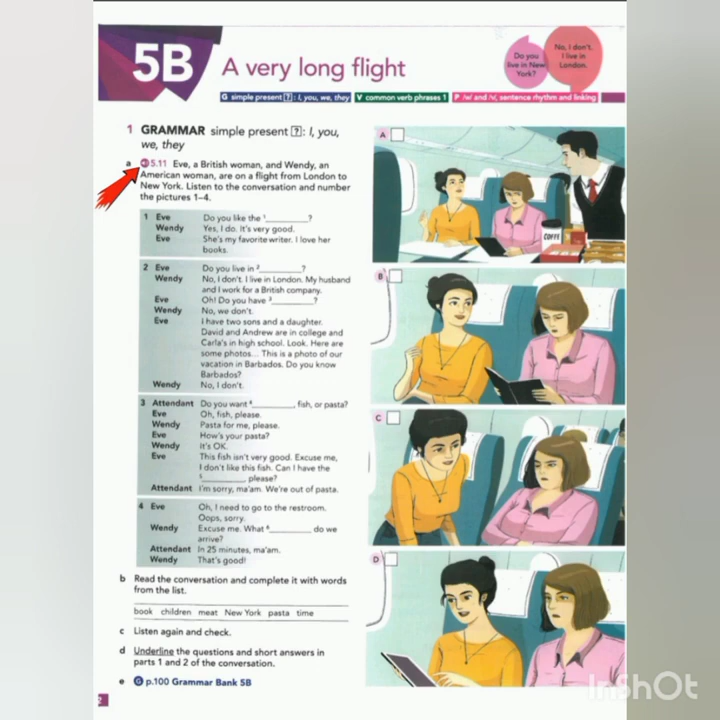 5B
A very long flight
Do you
live in New
York?
No, I don't.
I live in
London.
G simple present ?: I, you, we, they V common verb phrases 1 P /w/ and /v/, sentence rhythm and linking
1 GRAMMAR simple present ?: I, you,
we, they
a 5.11 Eve, a British woman, and Wendy, an
American woman, are on a flight from London to
New York. Listen to the conversation and number
the pictures 1–4.
1 Eve Do you like the 1________?
Wendy Yes, I do. It's very good.
Eve She's my favorite writer. I love her
books.
2 Eve Do you live in 2________?
Wendy No, I don't. I live in London. My husband
and I work for a British company.
Eve Oh! Do you have 3________?
Wendy No, we don't.
Eve I have two sons and a daughter.
David and Andrew are in college and
Carla's in high school. Look. Here are
some photos... This is a photo of our
vacation in Barbados. Do you know
Barbados?
Wendy No, I don't.
3 Attendant Do you want 4________, fish, or pasta?
Eve Oh, fish, please.
Wendy Pasta for me, please.
Eve How's your pasta?
Wendy It's OK.
Eve This fish isn't very good. Excuse me,
I don't like this fish. Can I have the
5________, please?
Attendant I'm sorry, ma'am. We're out of pasta.
4 Eve Oh, I need to go to the restroom.
Oops, sorry.
Wendy Excuse me. What 6________ do we
arrive?
Attendant In 25 minutes, ma'am.
Wendy That's good!
b Read the conversation and complete it with words
from the list.
book children meat New York pasta time
c Listen again and check.
d Underline the questions and short answers in
parts 1 and 2 of the conversation.
e G p.100 Grammar Bank 5B
A
COFFE
B
C
D
InShOt